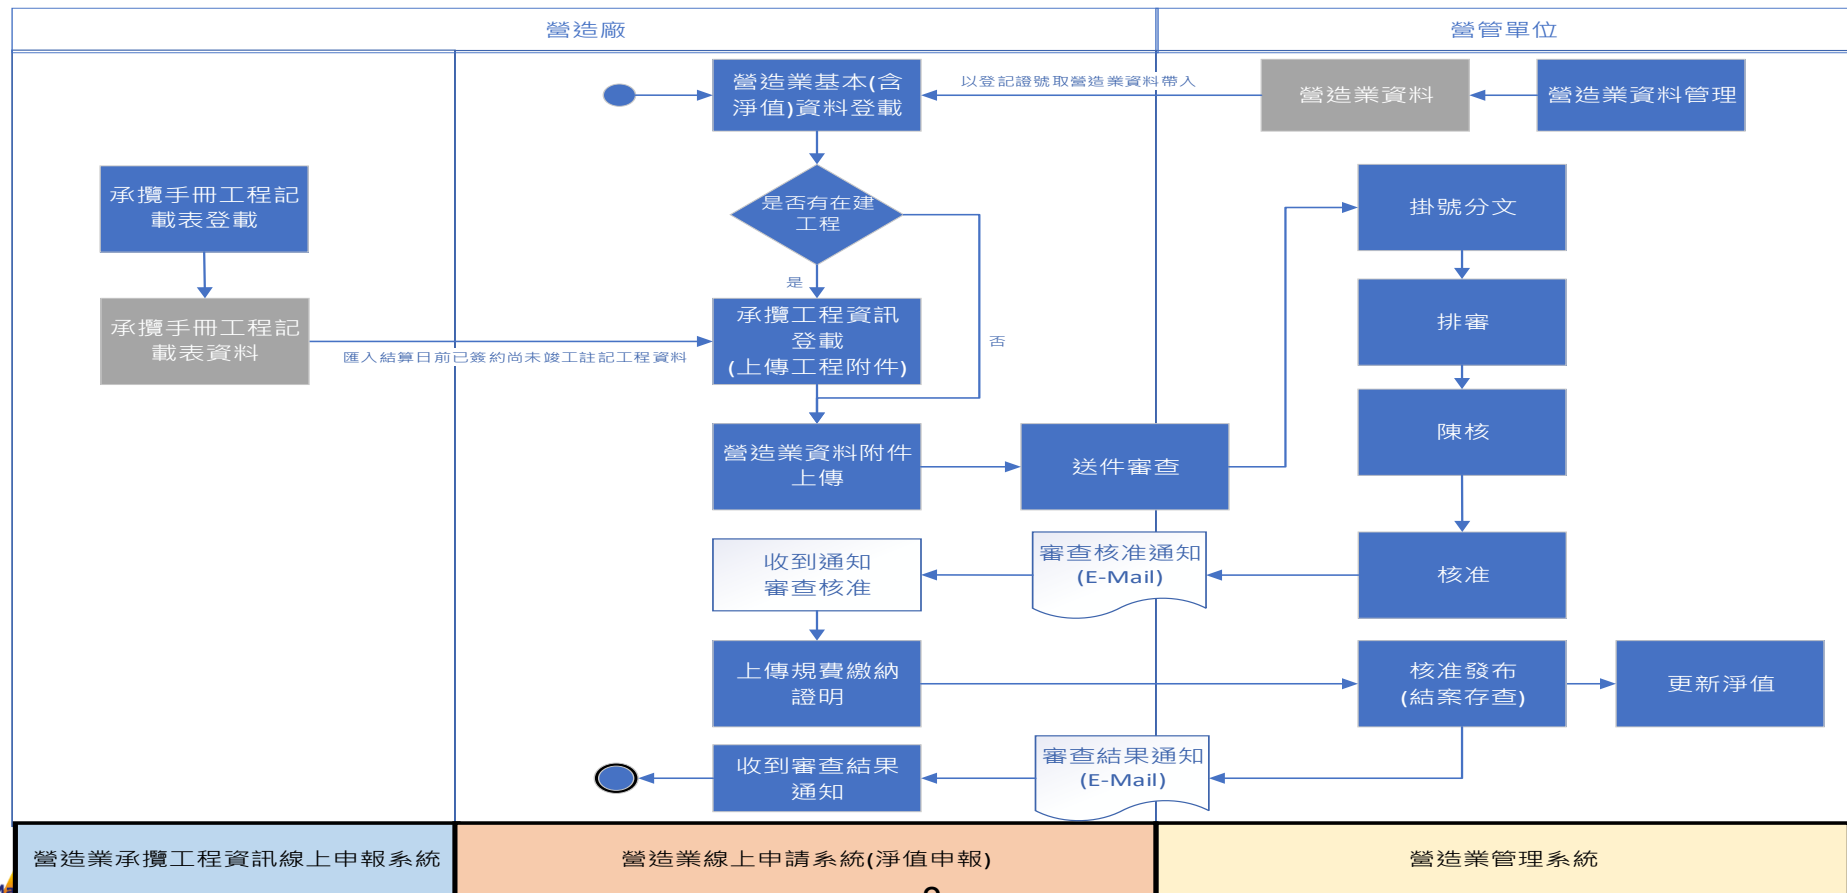 營造廠
營管單位
營造業基本(含
淨值)資料登載
以登記證號取營造業資料帶入
營造業資料
營造業資料管理
承攬手冊工程記
載表登載
是否有在建
工程
掛號分文
是
承攬手冊工程記
載表資料
匯入結算日前已簽約尚未竣工註記工程資料
承攬工程資訊
登載
(上傳工程附件)
否
排審
陳核
營造業資料附件
上傳
送件審查
收到通知
審查核准
審查核准通知
(E-Mail)
核准
上傳規費繳納
證明
核准發布
(結案存查)
更新淨值
收到審查結果
通知
審查結果通知
(E-Mail)
營造業承攬工程資訊線上申報系統
營造業線上申請系統(淨值申報)
營造業管理系統